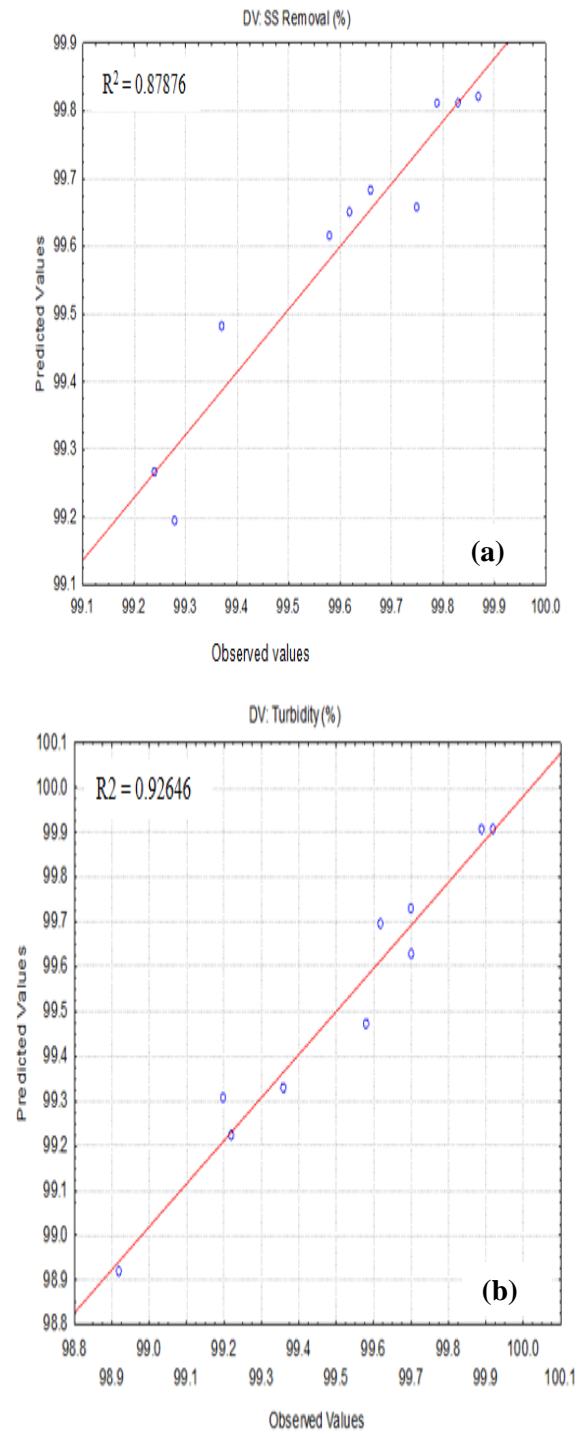 DV: SS Removal (%)
R² = 0.87876
99.9
99.8
99.7
99.6
99.5
99.4
99.3
99.2
99.1
Predicted Values
(a)
99.1 99.2 99.3 99.4 99.5 99.6 99.7 99.8 99.9 100.0
Observed values
DV: Turbidity (%)
R2 = 0.92646
100.1
100.0
99.9
99.8
99.7
99.6
99.5
99.4
99.3
99.2
99.1
99.0
98.9
98.8
Predicted Values
(b)
98.8 99.0 99.2 99.4 99.6 99.8 100.0
98.9 99.1 99.3 99.5 99.7 99.9 100.1
Observed Values